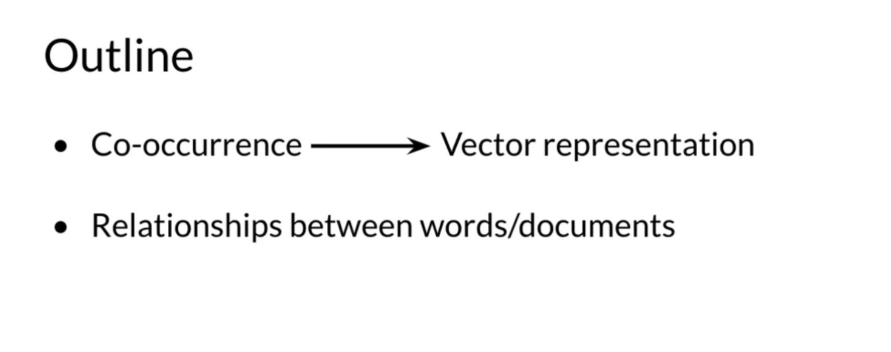 Outline
• Co-occurrence ⟶ Vector representation
• Relationships between words/documents